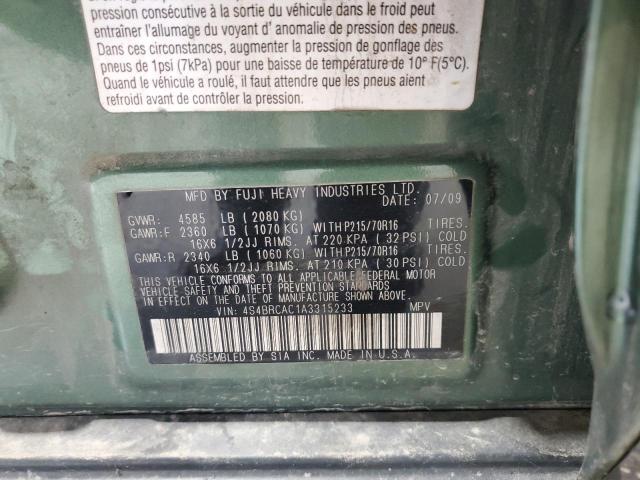 pression consécutive à la sortie du véhicule dans le froid peut
entraîner l'allumage du voyant d' anomalie de pression des pneus.
Dans ces circonstances, augmenter la pression de gonflage
des pneus de 1psi (7kPa) pour une baisse de température de 10° F(5°C).
Quand le véhicule a roulé, il faut attendre que les pneus aient
refroidi avant de contrôler la pression.
MFD BY FUJI HEAVY INDUSTRIES LTD.
DATE: 07/09
GVWR: 4585 LB (2080 KG)
GAWR:F 2360 LB (1070 KG) WITH P215/70R16 TIRES.
16X6 1/2JJ RIMS. AT 220 KPA (32 PSI) COLD
GAWR:R 2340 LB (1060 KG) WITH P215/70R16 TIRES.
16X6 1/2JJ RIMS. AT 210 KPA (30 PSI) COLD
THIS VEHICLE CONFORMS TO ALL APPLICABLE FEDERAL MOTOR
VEHICLE SAFETY AND THEFT PREVENTION STANDARDS IN
EFFECT ON THE DATE OF MANUFACTURE SHOWN ABOVE.
VIN: 4S4BRCAC1A3315233 MPV
ASSEMBLED BY SIA INC. MADE IN U.S.A.